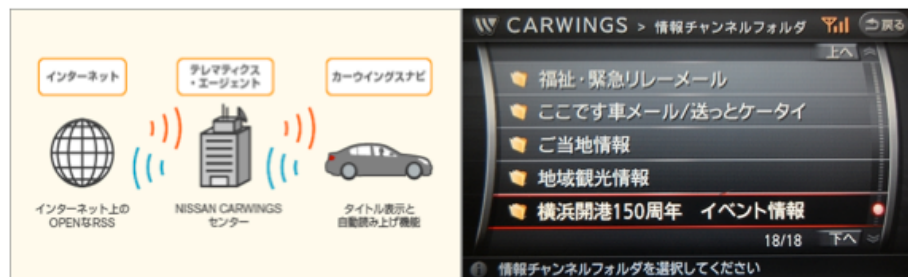 インターネット
テレマティクス
・エージェント
カーウイングスナビ
インターネット上の
OPENなRSS
NISSAN CARWINGS
センター
タイトル表示と
自動読み上げ機能
CARWINGS > 情報チャンネルフォルダ
戻る
上へ
福祉・緊急リレーメール
ここです車メール/送っとケータイ
ご当地情報
地域観光情報
横浜開港150周年 イベント情報
18/18 下へ
情報チャンネルフォルダを選択してください